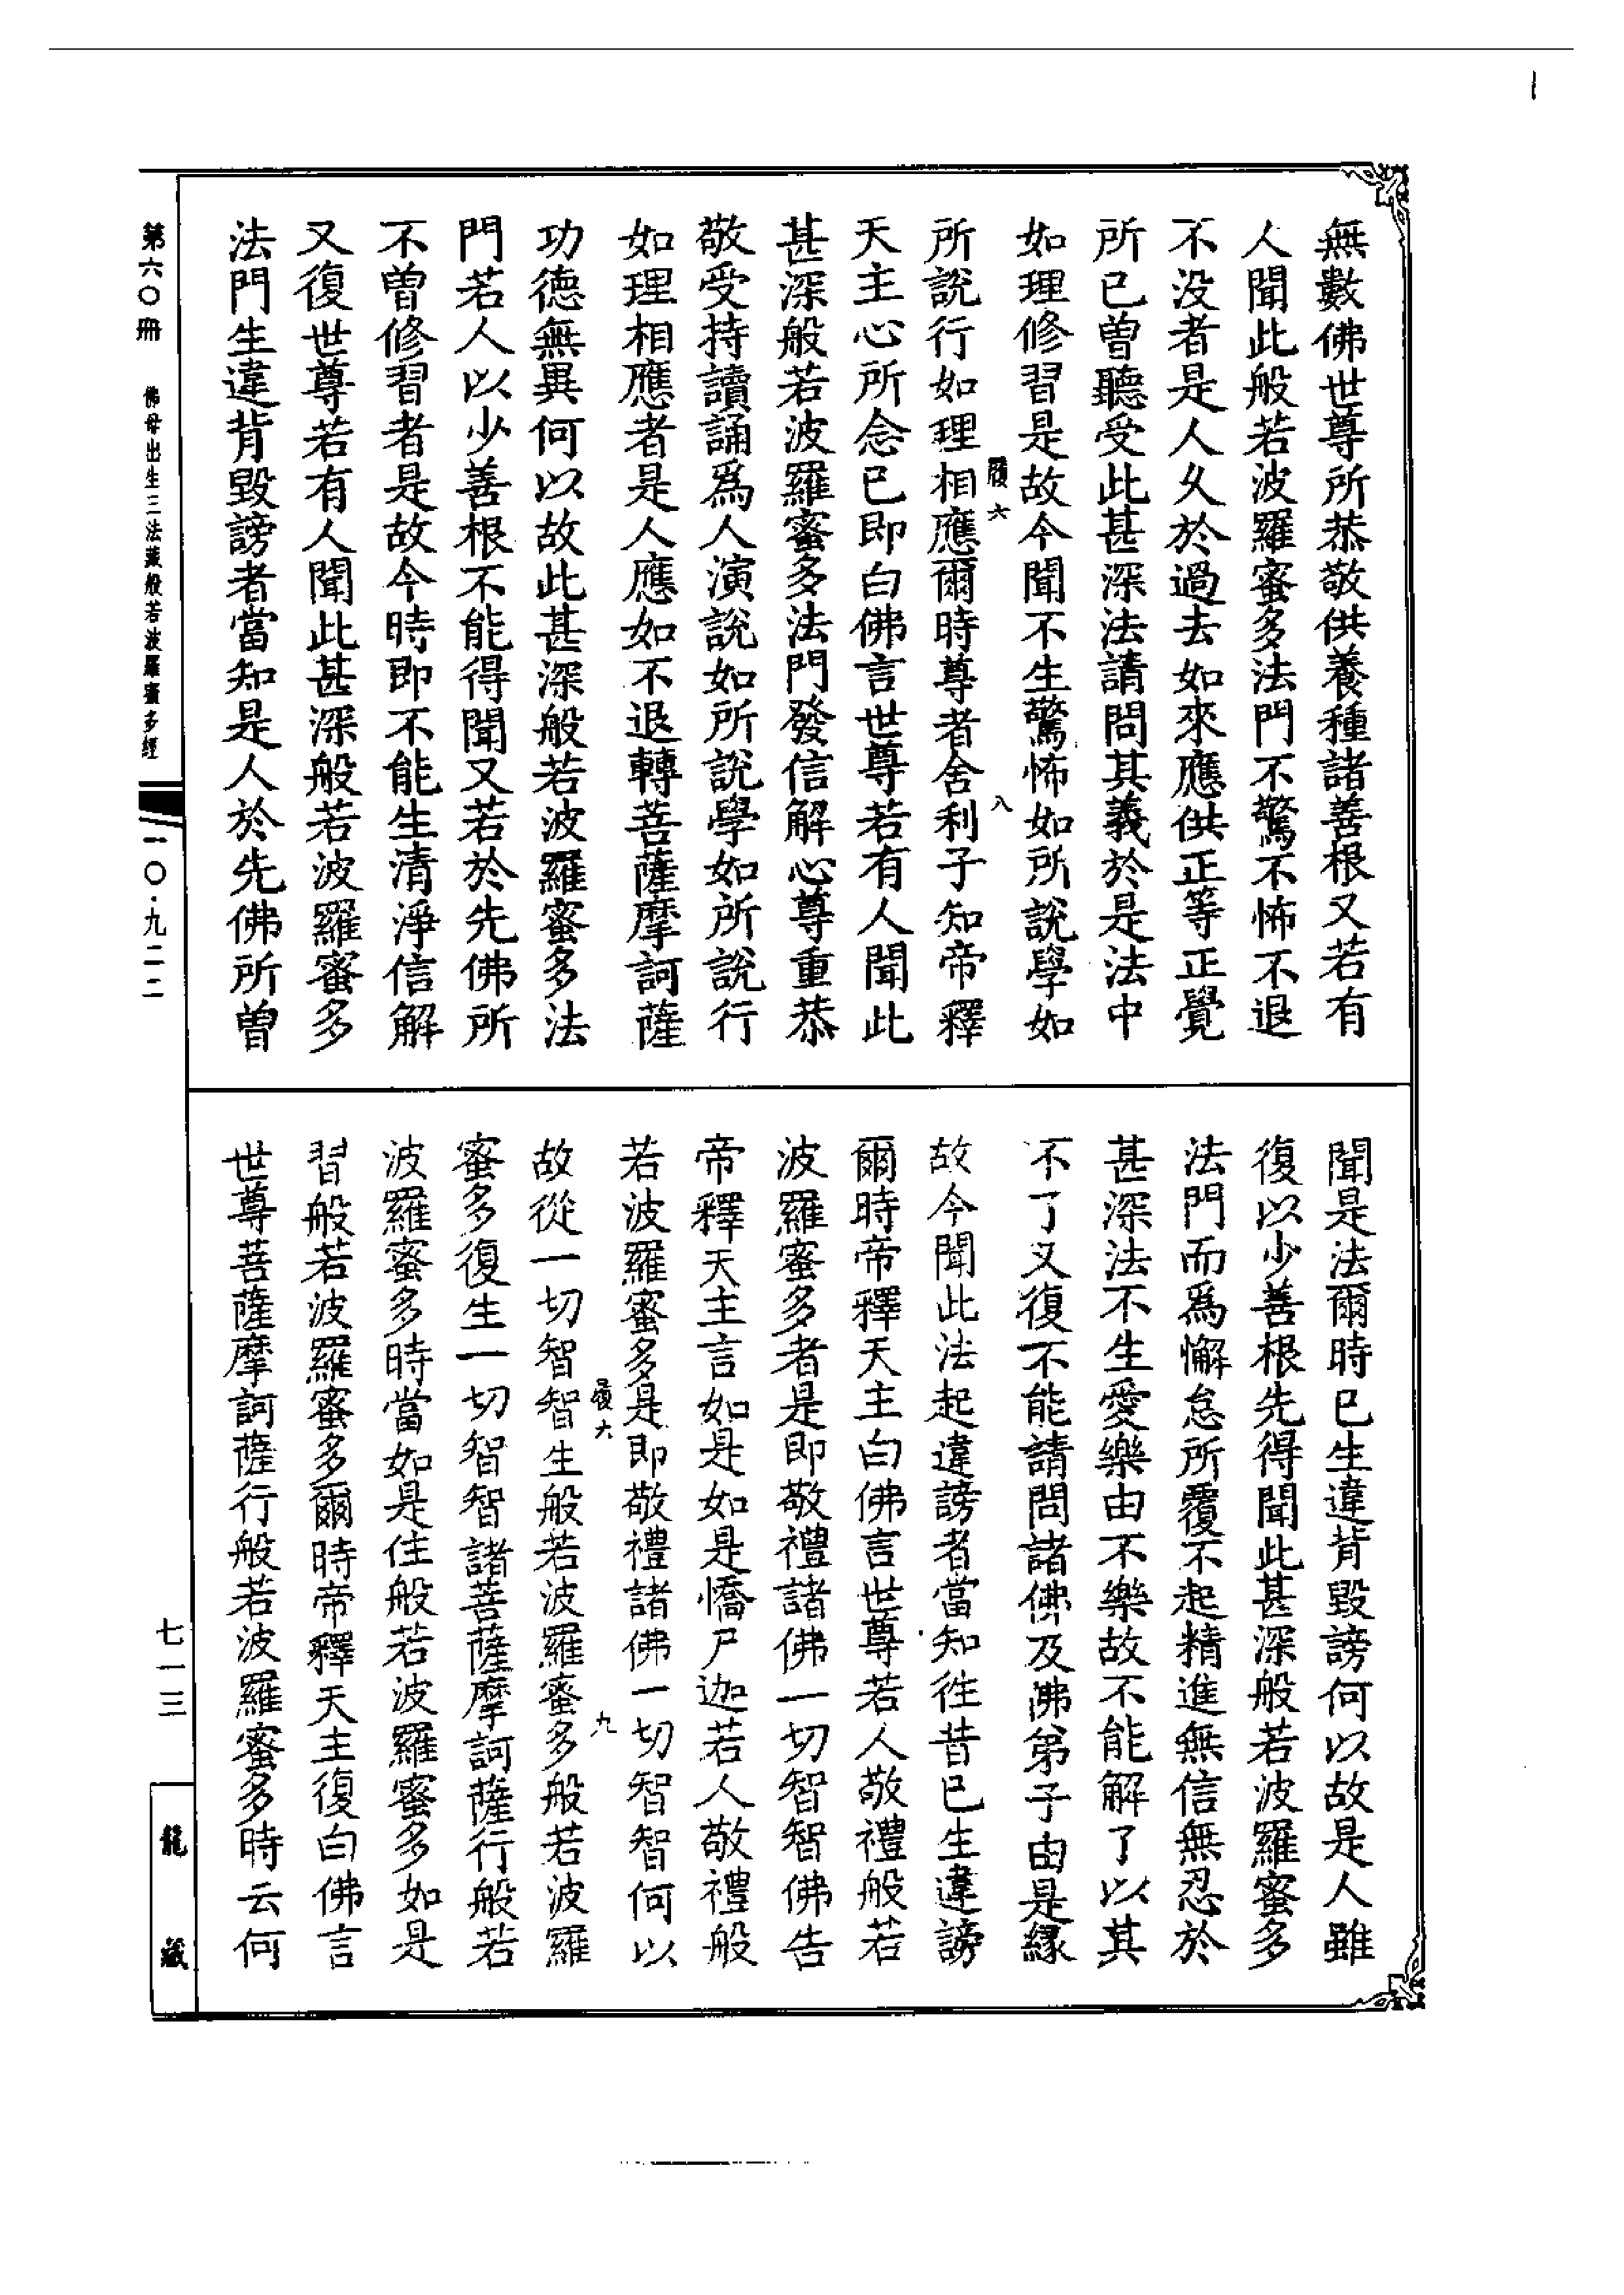 無數佛世尊所恭敬供養種諸善根又若有
人聞此般若波羅蜜多法門不驚不怖不退
不没者是人久於過去如來應供正等正覺
所已曽聽受此甚深法請問其義於是法中
如理修習是故今聞不生驚怖如所說學如
所說行如理相應爾時尊者舍利子知帝釋
天主心所念已即白佛言世尊若有人聞此
甚深般若波羅蜜多法門發信解心尊重恭
敬受持讀誦爲人演說如所說學如所說行
如理相應者是人應如不退轉菩薩摩訶薩
功德無異何以故此甚深般若波羅蜜多法
門若人以少善根不能得聞又若於先佛所
不曽修習者是故今時即不能生清淨信解
又復世尊若有人聞此甚深般若波羅蜜多
法門生違背毀謗者當知是人於先佛所曽
聞是法爾時已生違背毀謗何以故是人雖
復以少善根先得聞此甚深般若波羅蜜多
法門而爲懈怠所覆不起精進無信無忍於
甚深法不生愛樂由不樂故不能解了以其
不了又復不能請問諸佛及佛弟子由是縁
故今聞此法起違謗者當知徃昔已生違謗
爾時帝釋天主白佛言世尊若人敬禮般若
波羅蜜多者是即敬禮諸佛一切智智佛告
帝釋天主言如是如是憍尸迦若人敬禮般
若波羅蜜多是即敬禮諸佛一切智智何以
故從一切智智生般若波羅蜜多般若波羅
蜜多復生一切智智諸菩薩摩訶薩行般若
波羅蜜多時當如是住般若波羅蜜多如是
習般若波羅蜜多爾時帝釋天主復白佛言
世尊菩薩摩訶薩行般若波羅蜜多時云何
第六〇冊 佛母出生三法藏般若波羅蜜多經
一〇·九二二
七一三
龍藏
履六
八
履六
九